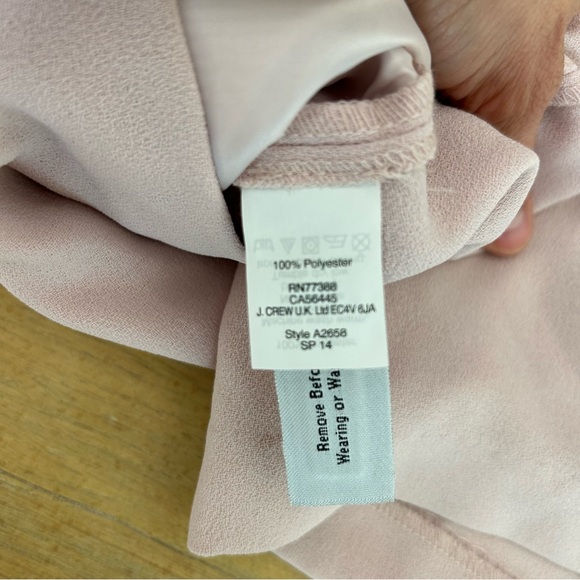 100% Polyester
RN77388
CA56445
J. CREW U.K. Ltd EC4V 6JA
Style A2658
SP 14
Remove Befo
Wearing or Wa